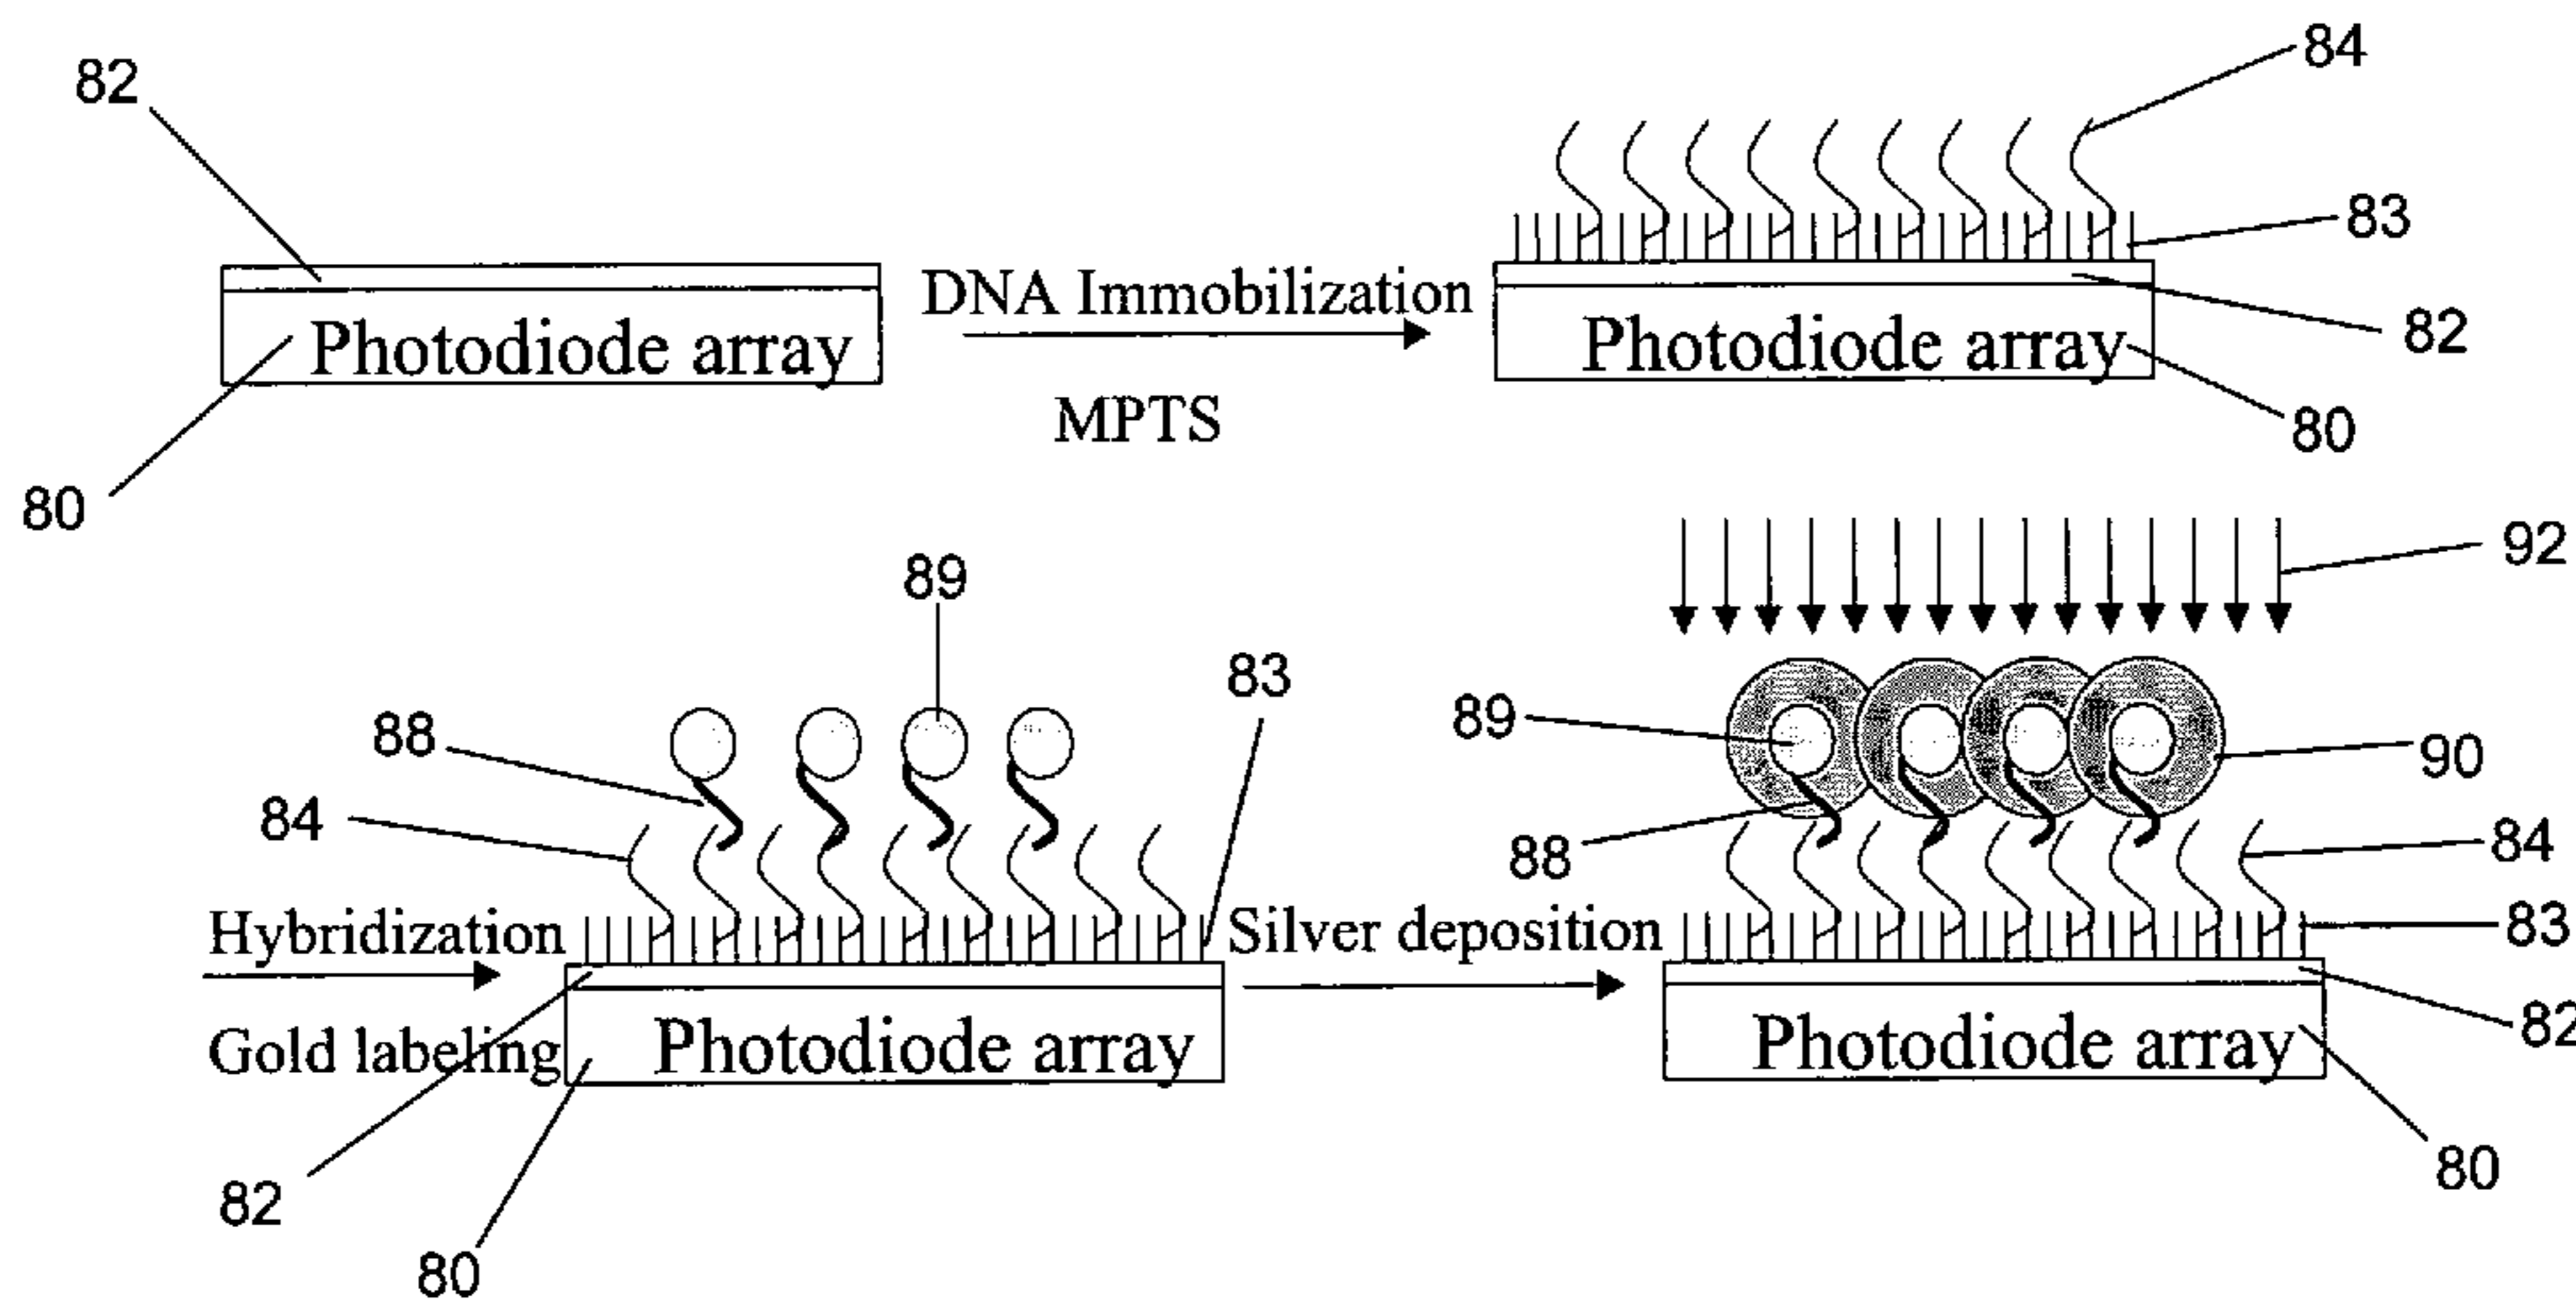 82
84
83
DNA Immobilization
Photodiode array
Photodiode array
82
MPTS
80
80
92
89
83
88
89
90
84
88
84
Hybridization
Silver deposition
83
Gold labeling
Photodiode array
Photodiode array
82
82
80
80